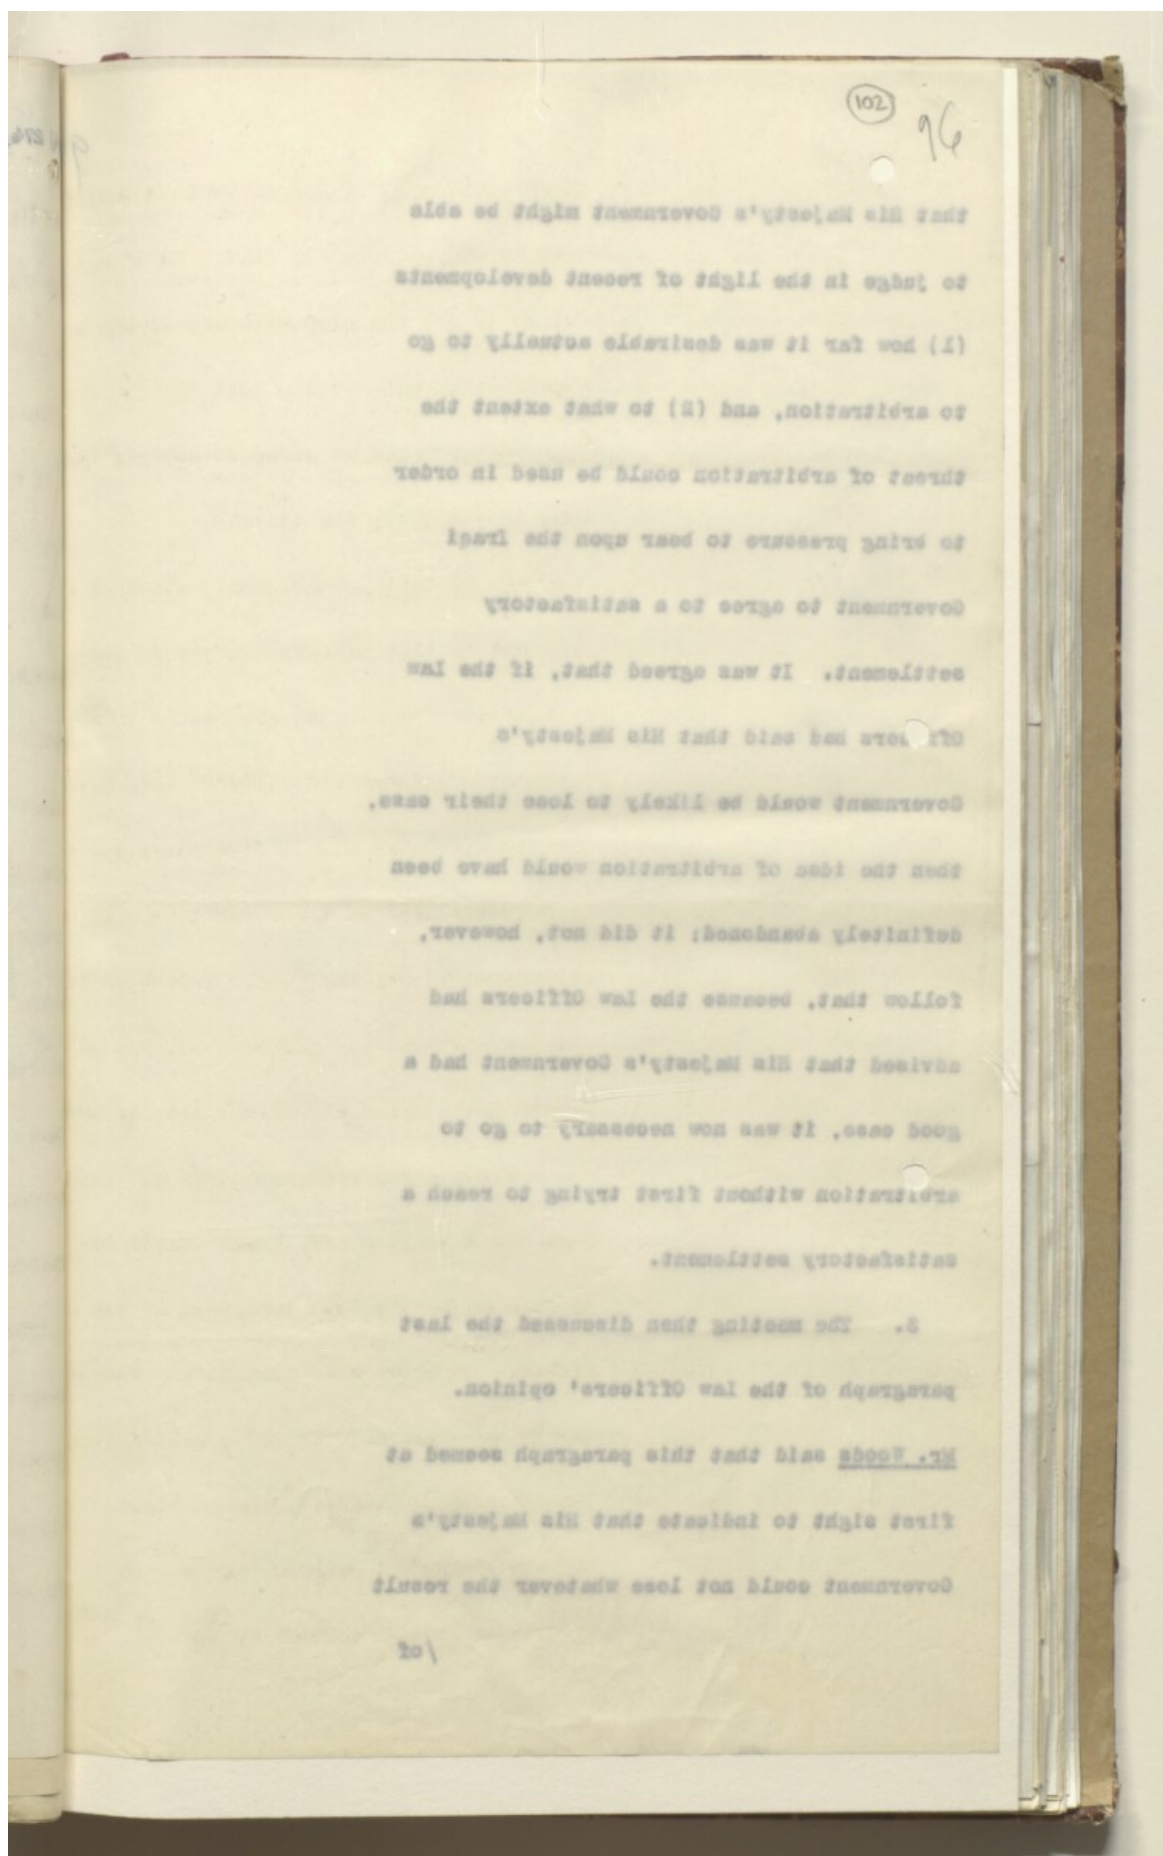 102
96
that His Majesty's Government might be able
to judge in the light of recent developments
(1) how far it was desirable actually to go
to arbitration, and (2) to what extent the
threat of arbitration could be used in order
to bring pressure to bear upon the Iraqi
Government to agree to a satisfactory
settlement. It was agreed that, if the Law
Officers had said that His Majesty's
Government would be likely to lose their case,
then the idea of arbitration would have been
definitely abandoned; it did not, however,
follow that, because the Law Officers had
advised that His Majesty's Government had a
good case, it was now necessary to go to
arbitration without first trying to reach a
satisfactory settlement.
3. The meeting then discussed the last
paragraph of the Law Officers' opinion.
Mr. Woods said that this paragraph seemed at
first sight to indicate that His Majesty's
Government could not lose whatever the result
/of